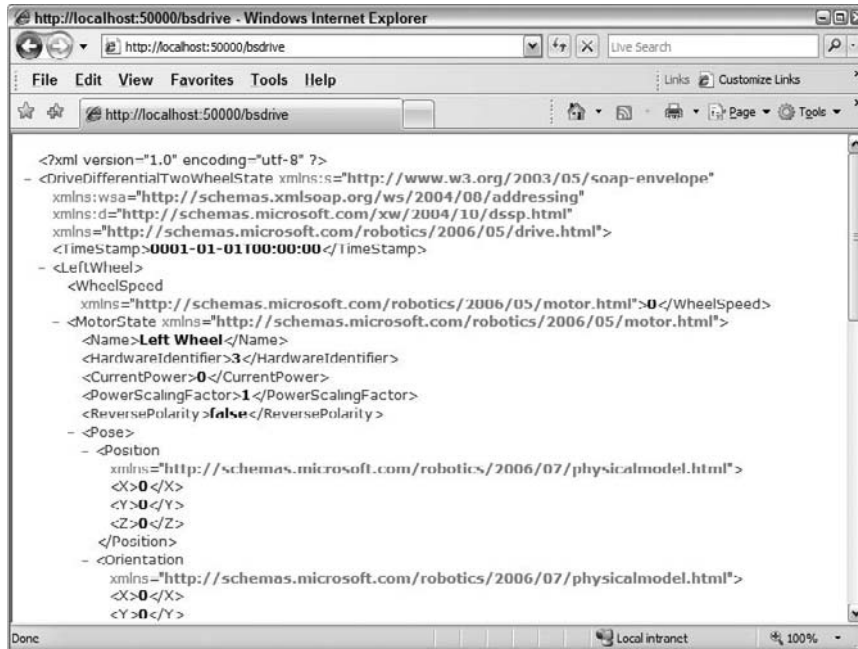 http://localhost:50000/bsdrive - Windows Internet Explorer
http://localhost:50000/bsdrive Live Search
File Edit View Favorites Tools Help Links Customize Links
http://localhost:50000/bsdrive Page Tools
<?xml version="1.0" encoding="utf-8" ?>
- <DriveDifferentialTwoWheelState xmlns:s="http://www.w3.org/2003/05/soap-envelope"
xmlns:wsa="http://schemas.xmlsoap.org/ws/2004/08/addressing"
xmlns:d="http://schemas.microsoft.com/xw/2004/10/dssp.html"
xmlns="http://schemas.microsoft.com/robotics/2006/05/drive.html">
<TimeStamp>0001-01-01T00:00:00</TimeStamp>
- <LeftWheel>
<WheelSpeed
xmlns="http://schemas.microsoft.com/robotics/2006/05/motor.html">0</WheelSpeed>
- <MotorState xmlns="http://schemas.microsoft.com/robotics/2006/05/motor.html">
<Name>Left Wheel</Name>
<HardwareIdentifier>3</HardwareIdentifier>
<CurrentPower>0</CurrentPower>
<PowerScalingFactor>1</PowerScalingFactor>
<ReversePolarity>false</ReversePolarity>
- <Pose>
- <Position
xmlns="http://schemas.microsoft.com/robotics/2006/07/physicalmodel.html">
<X>0</X>
<Y>0</Y>
<Z>0</Z>
</Position>
- <Orientation
xmlns="http://schemas.microsoft.com/robotics/2006/07/physicalmodel.html">
<X>0</X>
<Y>0</Y>
Done Local intranet 100%